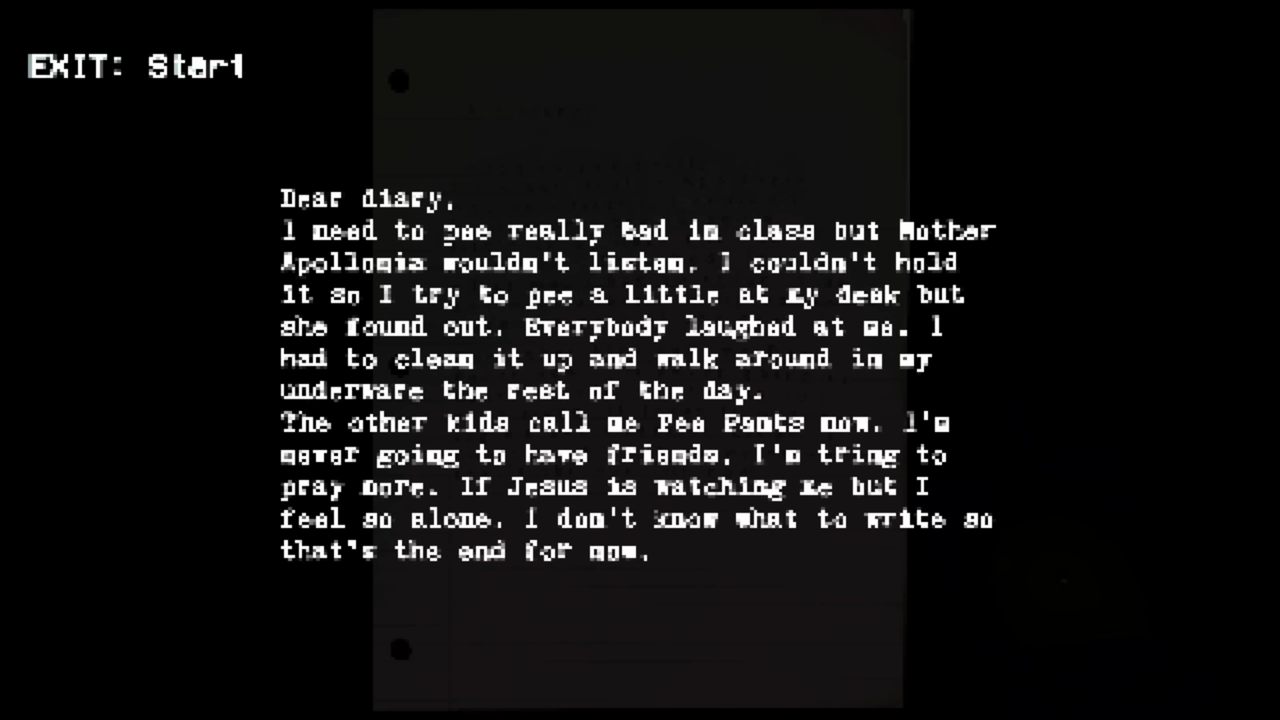 EXIT: Start
Dear diary,
I need to pee really bad in class but Mother
Apollonia wouldn't listen. I couldn't hold
it so I try to pee a little at my desk but
she found out. Everybody laughed at me. I
had to clean it up and walk around in my
underware the rest of the day.
The other kids call me Pee Pants now. I'm
never going to have friends. I'm tring to
pray more. If Jesus is watching me but I
feel so alone. I don't know what to write so
that's the end for now.